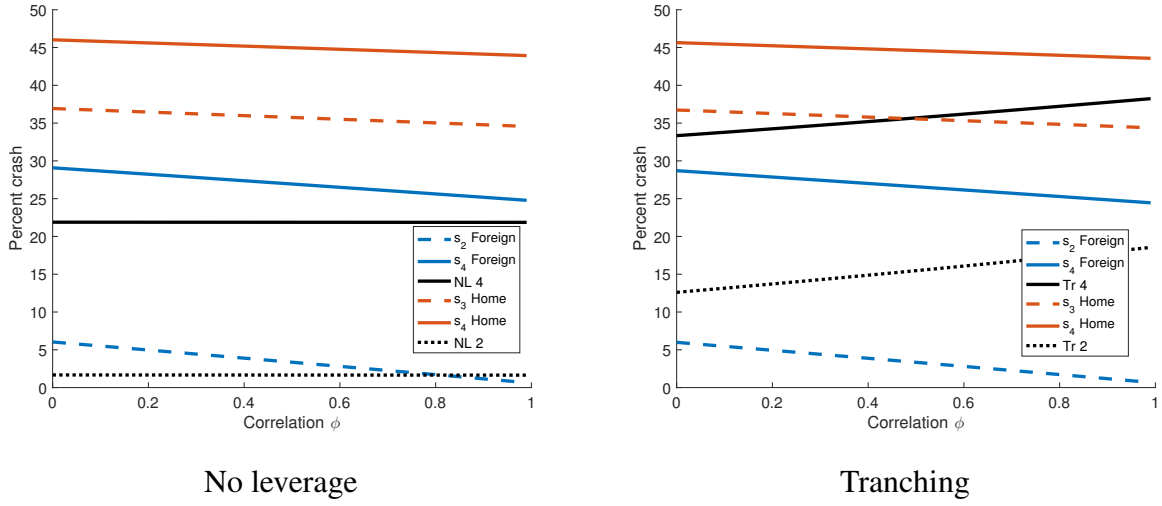 50
45
40
35
30
25
20
15
10
5
0
Percent crash
s2 Foreign
s4 Foreign
NL 4
s3 Home
s4 Home
NL 2
0 0.2 0.4 0.6 0.8 1
Correlation ϕ
No leverage
50
45
40
35
30
25
20
15
10
5
0
Percent crash
s2 Foreign
s4 Foreign
Tr 4
s3 Home
s4 Home
Tr 2
0 0.2 0.4 0.6 0.8 1
Correlation ϕ
Tranching